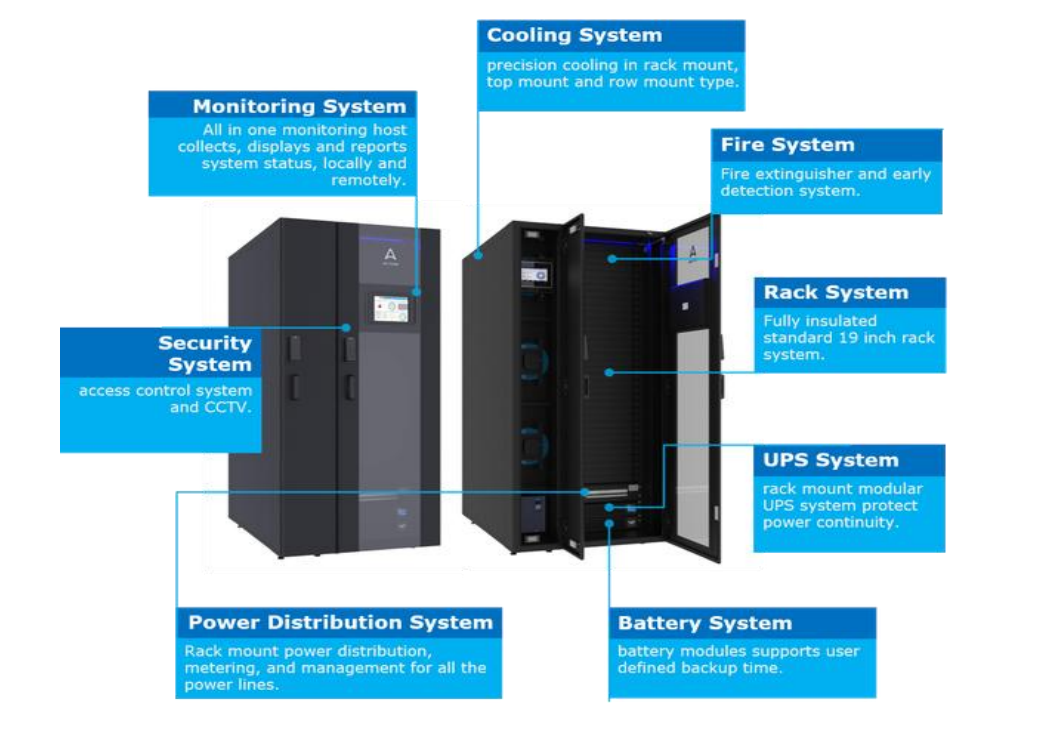 Cooling System
precision cooling in rack mount,
top mount and row mount type.
Monitoring System
All in one monitoring host
collects, displays and reports
system status, locally and
remotely.
Fire System
Fire extinguisher and early
detection system.
Rack System
Fully insulated
standard 19 inch rack
system.
Security
System
access control system
and CCTV.
UPS System
rack mount modular
UPS system protect
power continuity.
Power Distribution System
Rack mount power distribution,
metering, and management for all the
power lines.
Battery System
battery modules supports user
defined backup time.